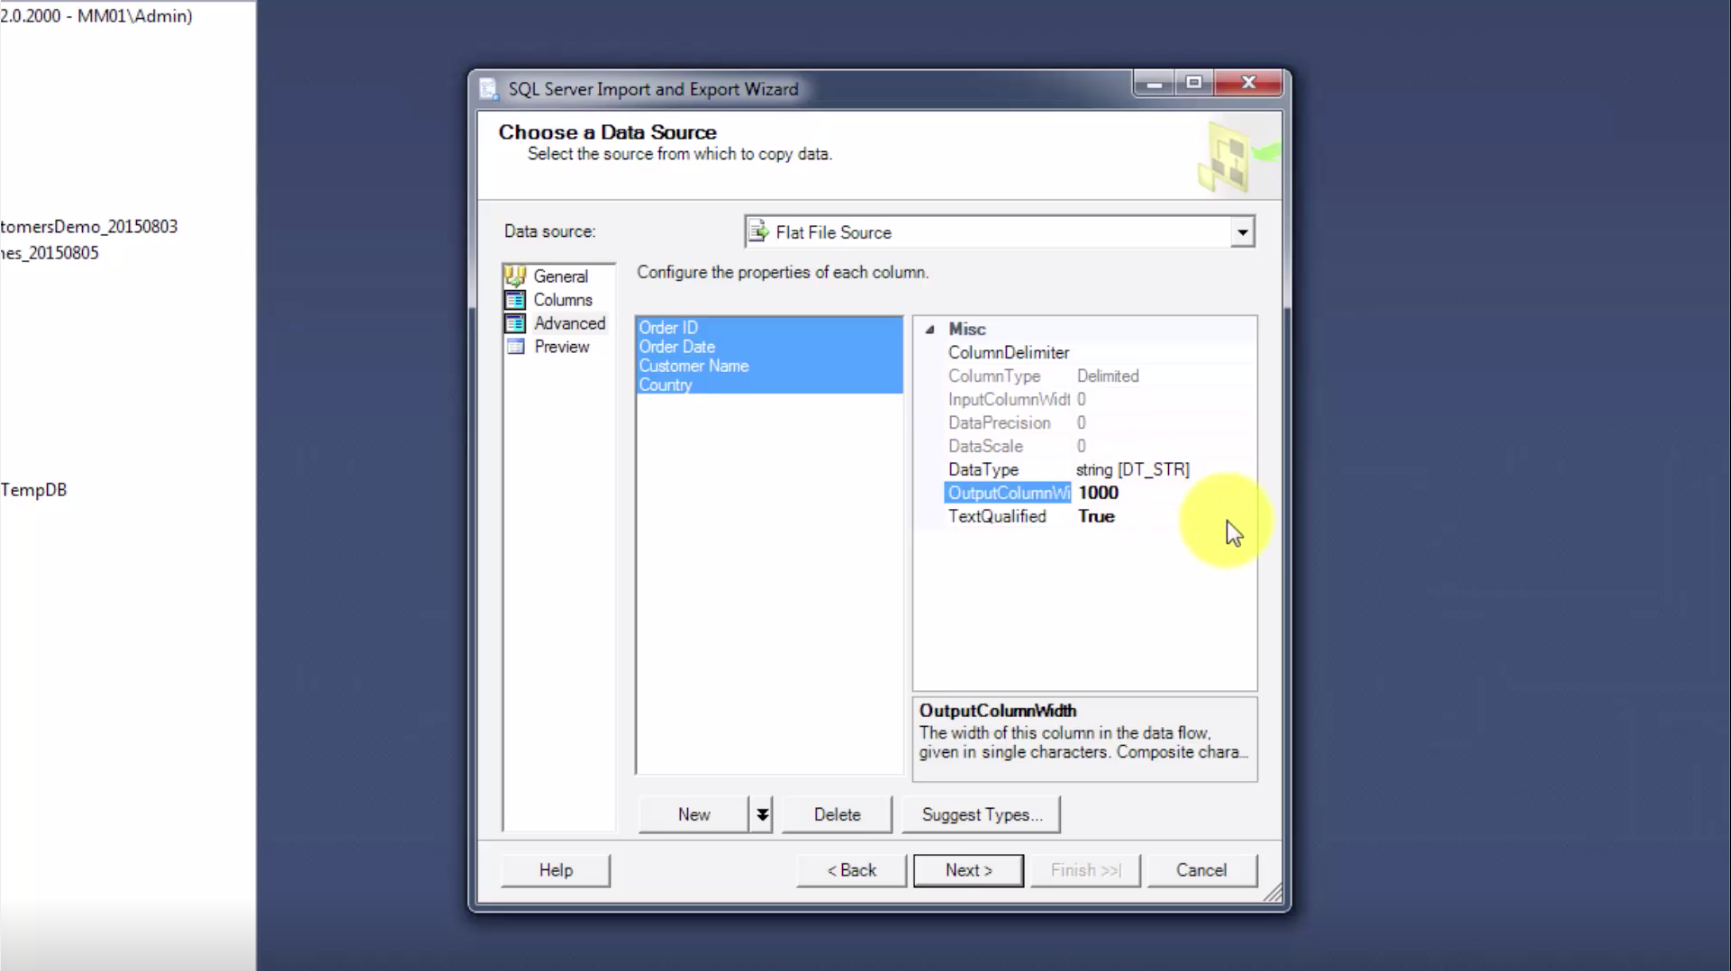 2.0.2000 - MM01\Admin)
tomersDemo_20150803
nes_20150805
TempDB
SQL Server Import and Export Wizard
Choose a Data Source
Select the source from which to copy data.
Data source:
Flat File Source
General
Columns
Advanced
Preview
Configure the properties of each column.
Order ID
Order Date
Customer Name
Country
Misc
ColumnDelimiter
ColumnType Delimited
InputColumnWidt 0
DataPrecision 0
DataScale 0
DataType string [DT_STR]
OutputColumnWi 1000
TextQualified True
OutputColumnWidth
The width of this column in the data flow,
given in single characters. Composite chara...
New
Delete
Suggest Types...
Help
< Back
Next >
Finish >>|
Cancel